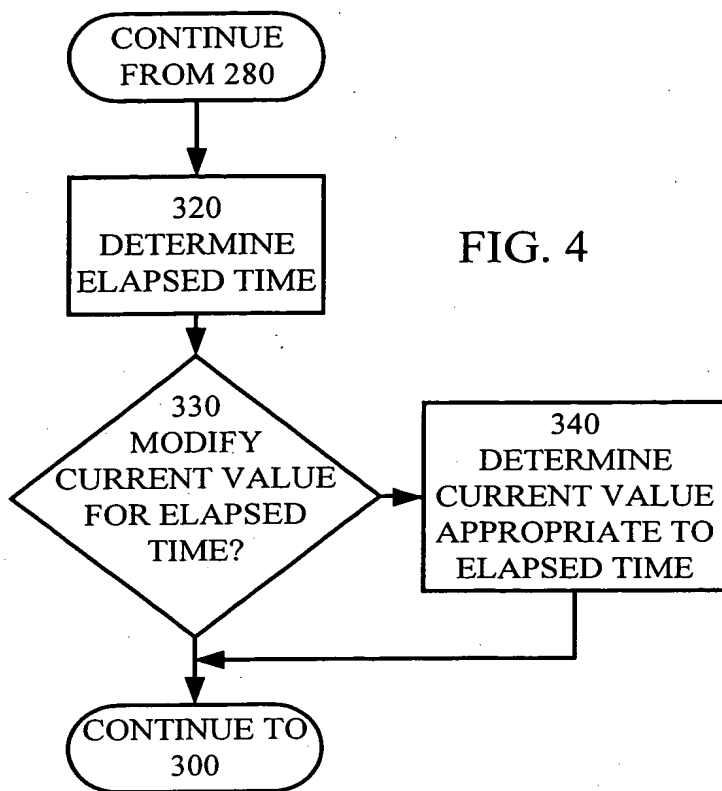 CONTINUE
FROM 280
320
DETERMINE
ELAPSED TIME
FIG. 4
330
MODIFY
CURRENT VALUE
FOR ELAPSED
TIME?
340
DETERMINE
CURRENT VALUE
APPROPRIATE TO
ELAPSED TIME
CONTINUE TO
300